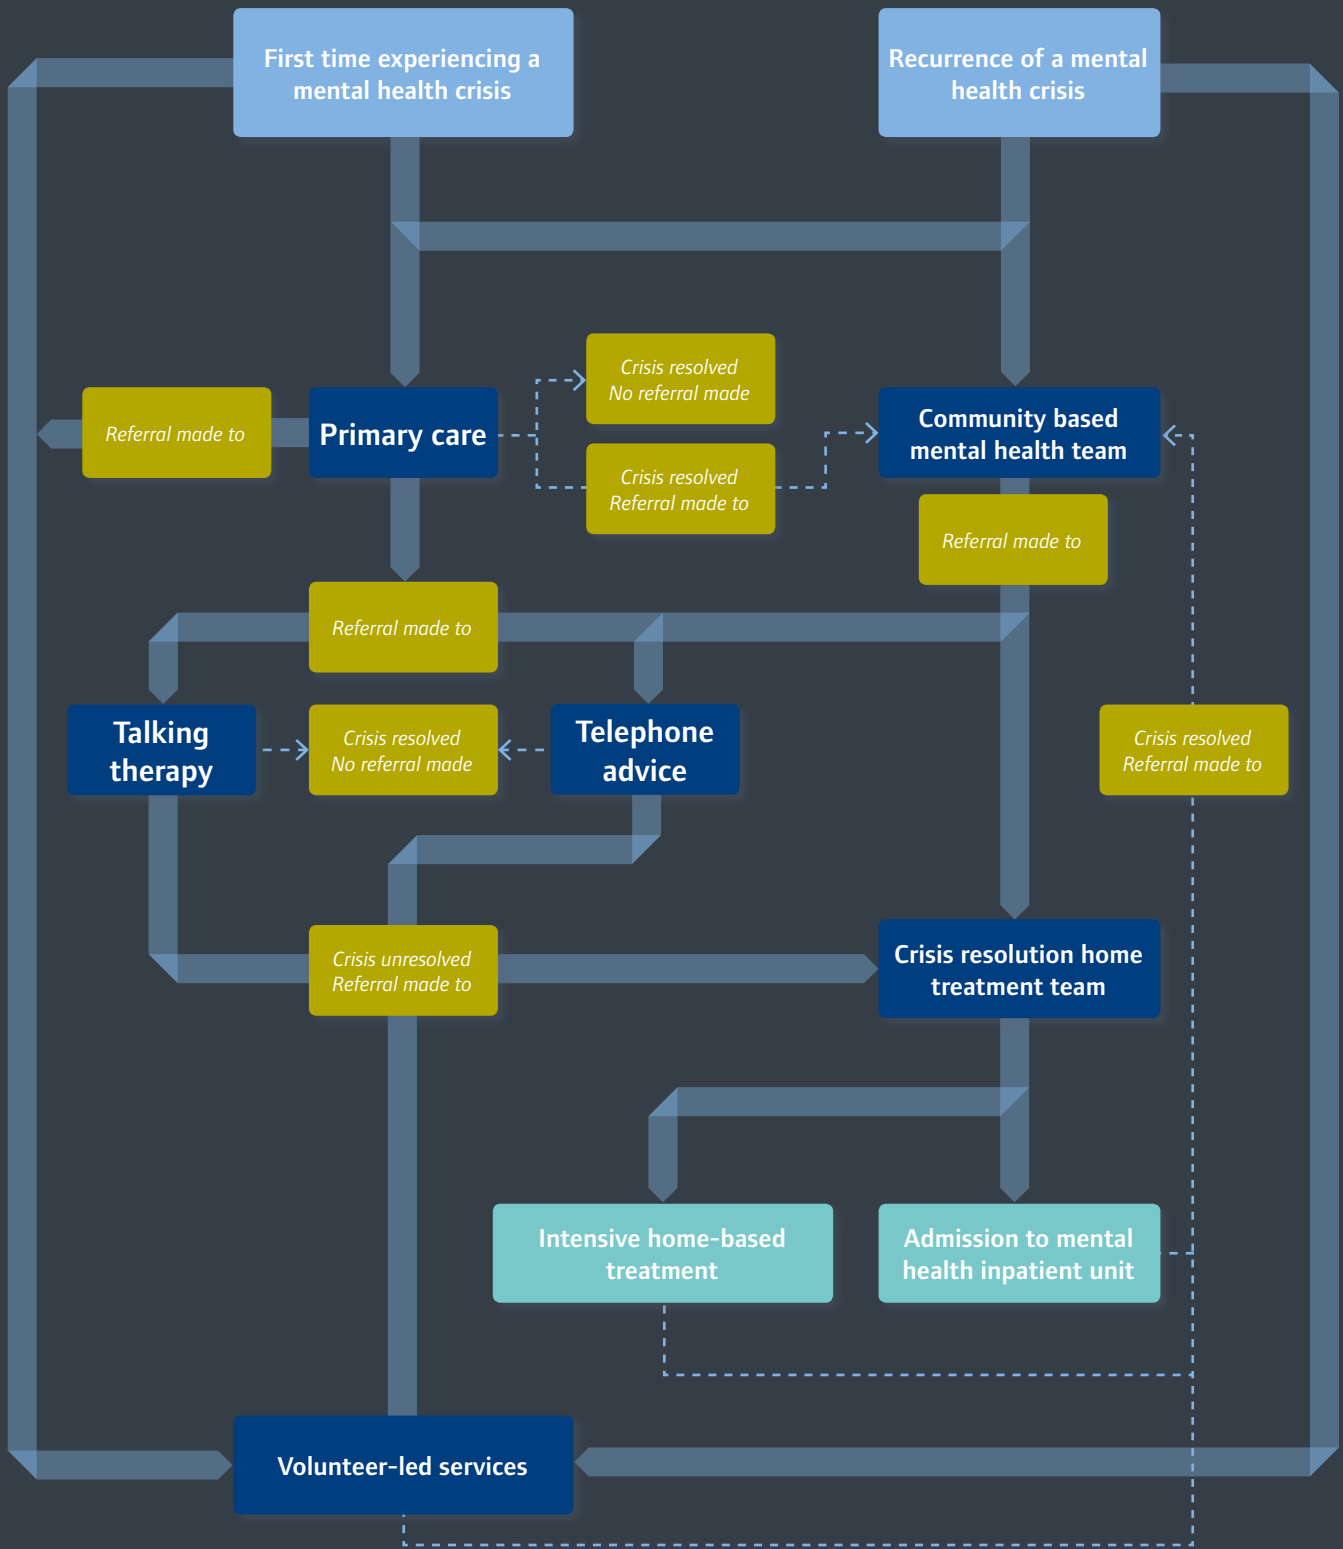 First time experiencing a
mental health crisis
Recurrence of a mental
health crisis
Crisis resolved
No referral made
Referral made to
Primary care
Community based
mental health team
Crisis resolved
Referral made to
Referral made to
Referral made to
Talking
therapy
Crisis resolved
No referral made
Telephone
advice
Crisis resolved
Referral made to
Crisis unresolved
Referral made to
Crisis resolution home
treatment team
Intensive home-based
treatment
Admission to mental
health inpatient unit
Volunteer-led services